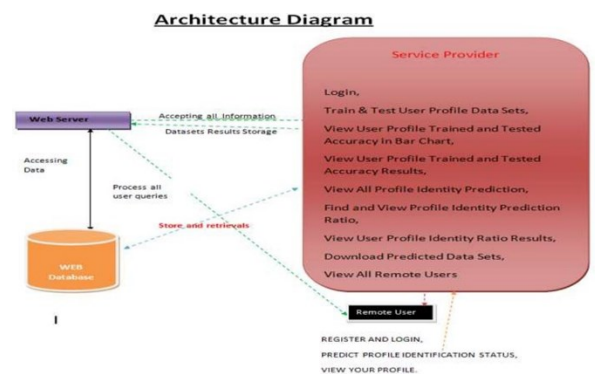 Architecture Diagram
Service Provider
Login,
Train & Test User Profile Data Sets,
View User Profile Trained and Tested
Accuracy in Bar Chart,
View User Profile Trained and Tested
Accuracy Results,
View All Profile Identity Prediction,
Find and View Profile Identity Prediction
Ratio,
View User Profile Identity Ratio Results,
Download Predicted Data Sets,
View All Remote Users
Web Server
Accepting all Information
Datasets Results Storage
Accessing
Data
Process all
user queries
Store and retrievals
WEB
Database
Remote User
REGISTER AND LOGIN,
PREDICT PROFILE IDENTIFICATION STATUS,
VIEW YOUR PROFILE.